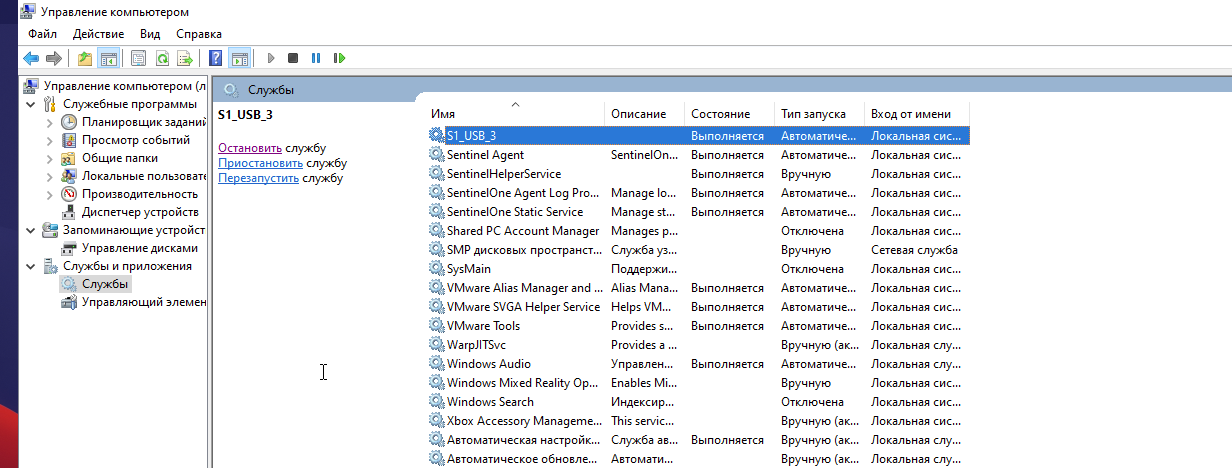 Управление компьютером
Файл Действие Вид Справка
Управление компьютером (л
Служебные программы
Планировщик заданий
Просмотр событий
Общие папки
Локальные пользовате
Производительность
Диспетчер устройств
Запоминающие устройст
Управление дисками
Службы и приложения
Службы
Управляющий элемен
Службы
S1_USB_3
Остановить службу
Приостановить службу
Перезапустить службу
Имя Описание Состояние Тип запуска Вход от имени
S1_USB_3 Выполняется Автоматиче... Локальная сис...
Sentinel Agent SentinelOn... Выполняется Автоматиче... Локальная сис...
SentinelHelperService Выполняется Вручную Локальная сис...
SentinelOne Agent Log Pro... Manage lo... Выполняется Автоматиче... Локальная сис...
SentinelOne Static Service Manage st... Выполняется Автоматиче... Локальная сис...
Shared PC Account Manager Manages p... Отключена Локальная сис...
SMP дисковых пространст... Служба уз... Вручную Сетевая служба
SysMain Поддержи... Отключена Локальная сис...
VMware Alias Manager and ... Alias Mana... Выполняется Автоматиче... Локальная сис...
VMware SVGA Helper Service Helps VM... Выполняется Автоматиче... Локальная сис...
VMware Tools Provides s... Выполняется Автоматиче... Локальная сис...
WarpJITSvc Provides a ... Вручную (ак... Локальная слу...
Windows Audio Управлен... Выполняется Автоматиче... Локальная слу...
Windows Mixed Reality Op... Enables Mi... Вручную Локальная сис...
Windows Search Индексир... Отключена Локальная сис...
Xbox Accessory Manageme... This servic... Вручную (ак... Локальная сис...
Автоматическая настройк... Служба ав... Выполняется Вручную (ак... Локальная слу...
Автоматическое обновле... Автомати... Вручную (ак... Локальная слу...